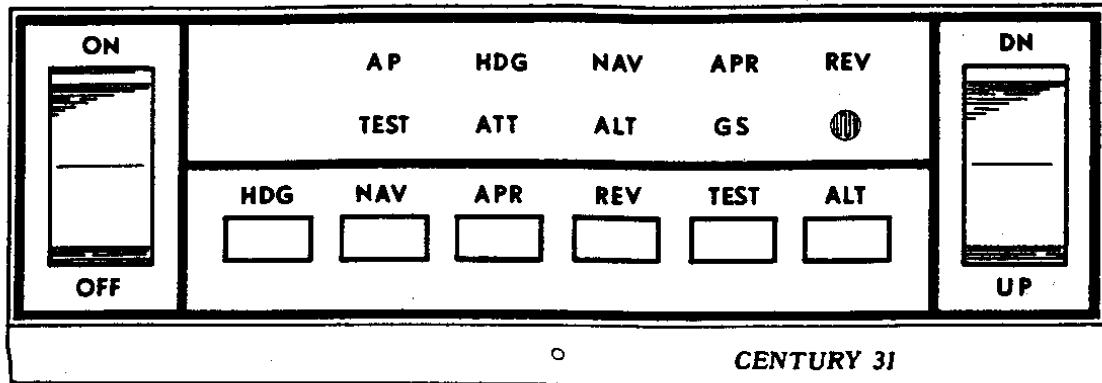 ON AP HDG NAV APR REV DN
TEST ATT ALT GS
HDG NAV APR REV TEST ALT
OFF UP
CENTURY 31